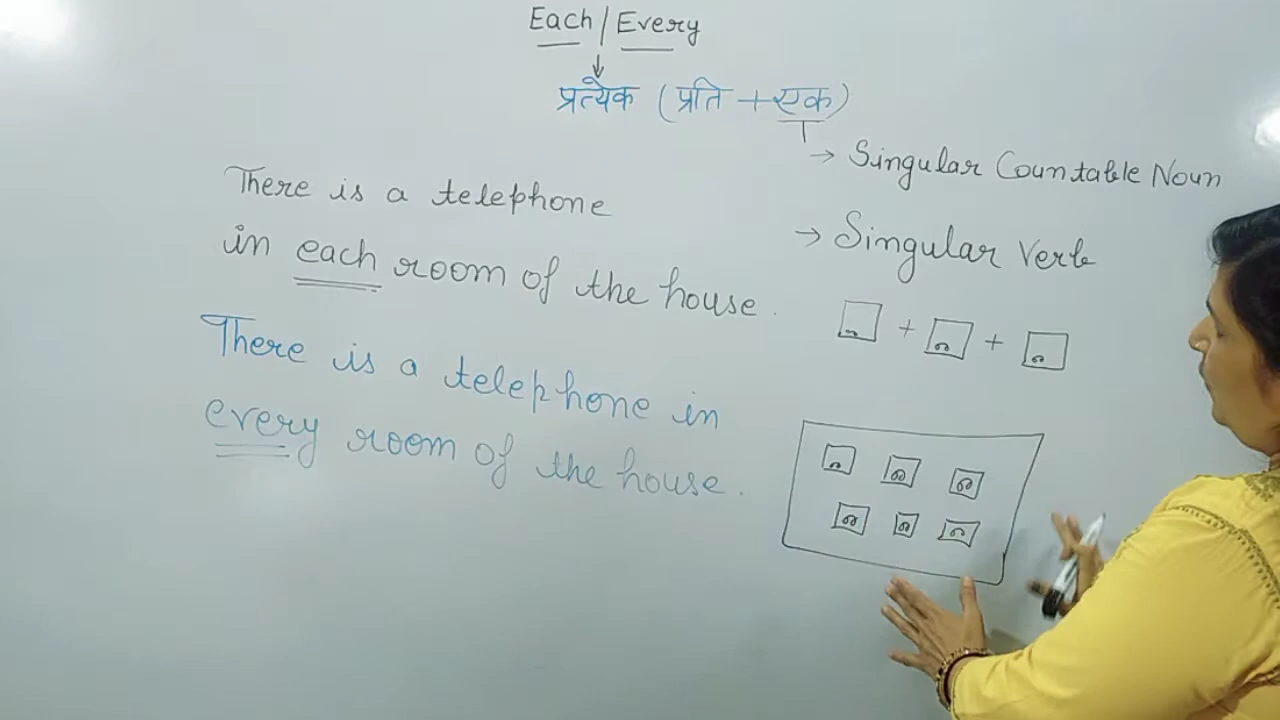 Each/Every
↓
प्रत्येक (प्रति + एक)
→ Singular Countable Noun
There is a telephone
in each room of the house.
→ Singular Verb
There is a telephone in
every room of the house.